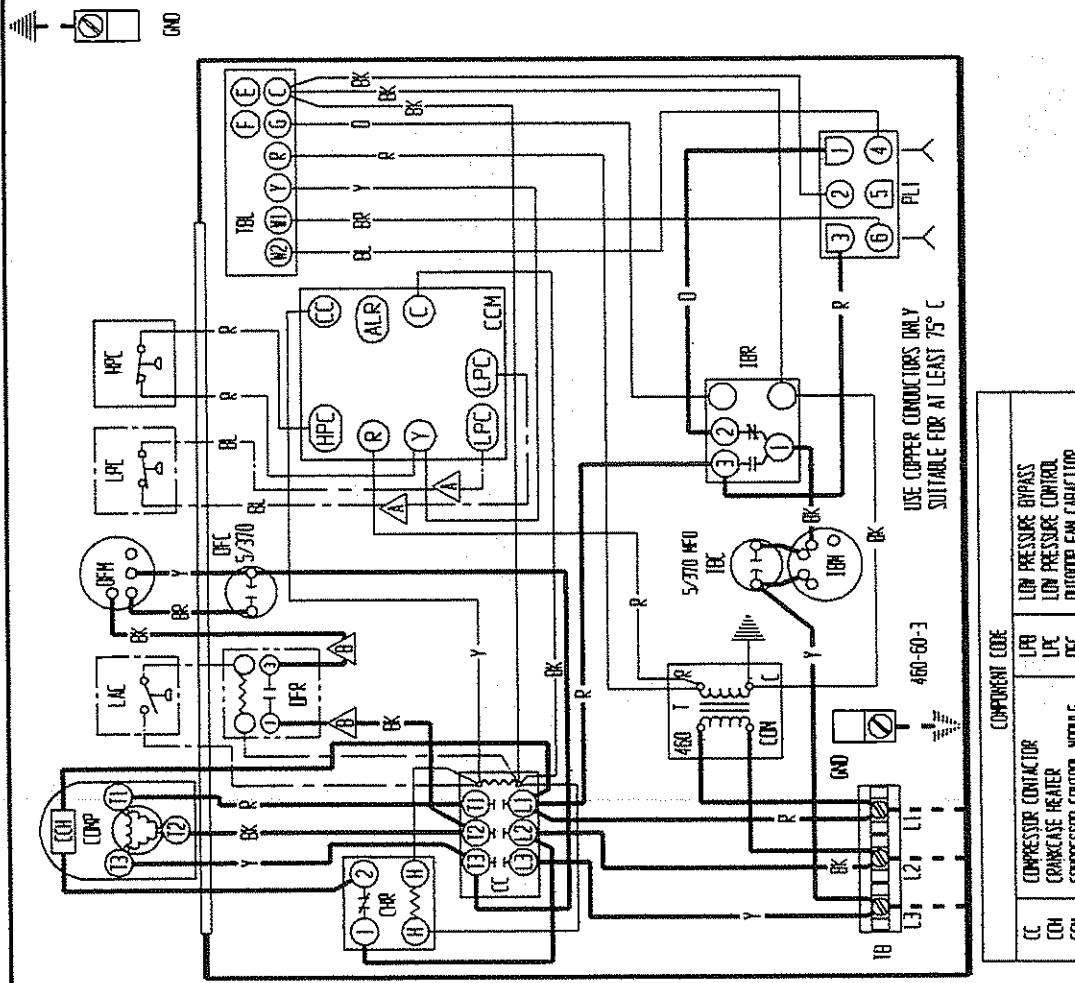 GND
TBL
F
E
W2
W1
Y
R
G
C
BL
BR
Y
R
O
BK
BK
BK
HPC
R
R
LPC
BL
BL
HPC
CC
R
ALR
Y
C
LPC
LPC
CCM
A
A
OFM
Y
BR
BK
OFC
5/370
LAC
1
3
OFR
B
B
BK
CCH
COMP
T1
T2
T3
R
BK
Y
1
2
CHR
H
H
T3
T2
T1
L3
L2
L1
CC
Y
BK
R
R
T
460
R
COM
C
5/370 MFD
IBC
IBM
BK
Y
BK
IBR
3
2
1
O
R
3
2
1
6
5
4
PL1
USE COPPER CONDUCTORS ONLY
SUITABLE FOR AT LEAST 75° C
460-60-3
GND
TB
L3
L2
L1
Y
BK
R
COMPONENT CODE
CC COMPRESSOR CONTACTOR LPB LOW PRESSURE BYPASS
CCH CRANKCASE HEATER LPC LOW PRESSURE CONTROL